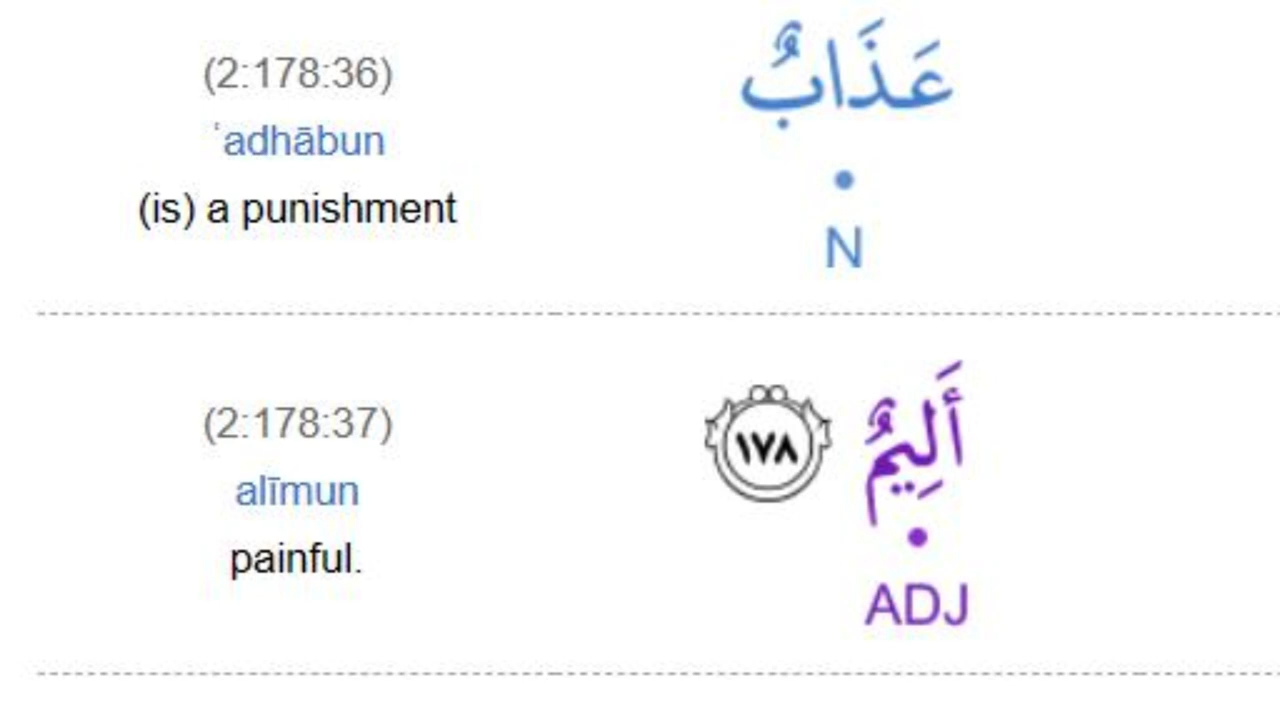 (2:178:36)
ʿadhābun
(is) a punishment
عَذَابٌ
N
(2:178:37)
alīmun
painful.
أَلِيمٌ ١٧٨
ADJ